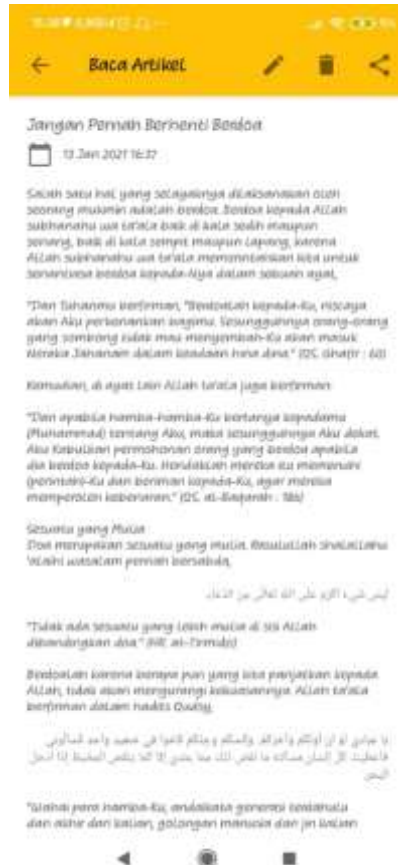 Baca Artikel
Jangan Pernah Berhenti Berdoa
13 Jan 2021 16:37
Salah satu hal yang selayaknya dilaksanakan oleh
seorang mukmin adalah berdoa. Berdoa kepada Allah
subhanahu wa ta'ala baik di kala sedih maupun
senang, baik di kala sempit maupun lapang, karena
Allah subhanahu wa ta'ala memerintahkan kita untuk
senantiasa berdoa kepada-Nya dalam sebuah ayat,
"Dan Tuhanmu berfirman, "Berdoalah kepada-Ku, niscaya
akan Aku perkenankan bagimu. Sesungguhnya orang-orang
yang sombong tidak mau menyembah-Ku akan masuk
Neraka Jahanam dalam keadaan hina dina." (QS. Ghafir : 60)
Kemudian, di ayat lain Allah ta'ala juga berfirman
"Dan apabila hamba-hamba-Ku bertanya kepadamu
(Muhammad) tentang Aku, maka sesungguhnya Aku dekat.
Aku Kabulkan permohonan orang yang berdoa apabila
dia berdoa kepada-Ku. Hendaklah mereka itu memenuhi
(perintah)-Ku dan beriman kepada-Ku, agar mereka
memperoleh kebenaran." (QS. al-Baqarah : 186)
Sesuatu yang Mulia
Doa merupakan sesuatu yang mulia. Rasulullah shalallahu
'alaihi wasalam pernah bersabda,
ليس شيء أكرم على الله تعالى من الدعاء
"Tidak ada sesuatu yang lebih mulia di sisi Allah
dibandingkan doa." (HR. at-Tirmidzi)
Berdoalah karena berapa pun yang kita panjatkan kepada
Allah, tidak akan mengurangi kekuasannya. Allah ta'ala
berfirman dalam hadits Qudsy,
"Wahai para hamba-Ku, andaikata generasi terdahulu
dan akhir dari kalian, golongan manusia dan jin kalian